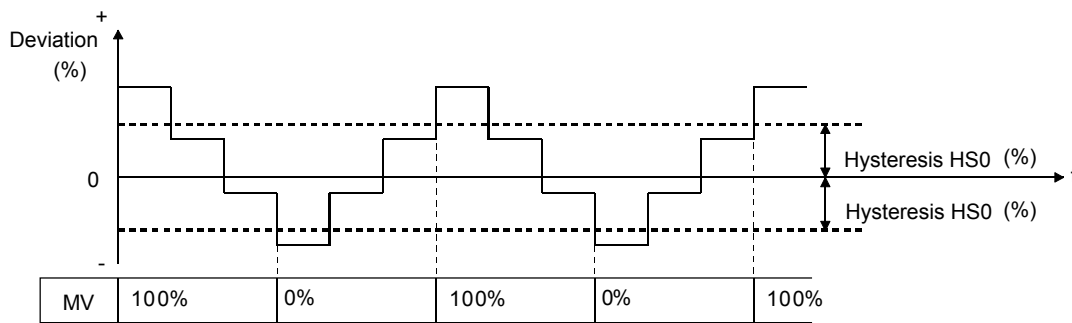 +
Deviation
(%)
Hysteresis HS0 (%)
0
Hysteresis HS0 (%)
-
MV 100% 0% 100% 0% 100%